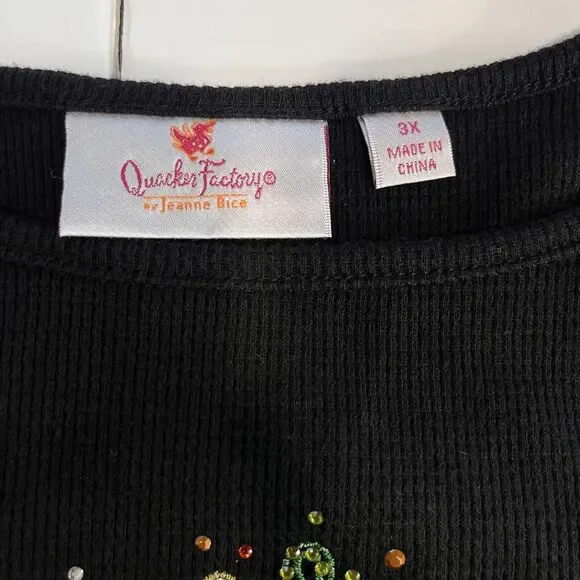 Quacker Factory®
BY Jeanne Bice
3X
MADE IN
CHINA